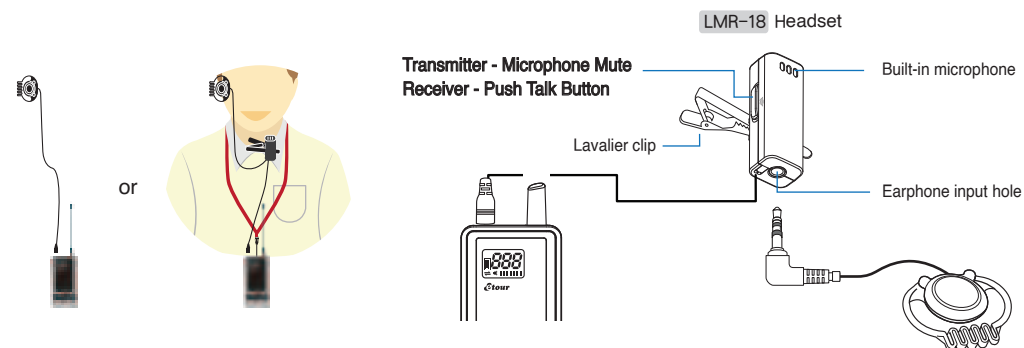 LMR-18 Headset
Transmitter - Microphone Mute
Receiver - Push Talk Button
Built-in microphone
Lavalier clip
or
Earphone input hole
888
etour